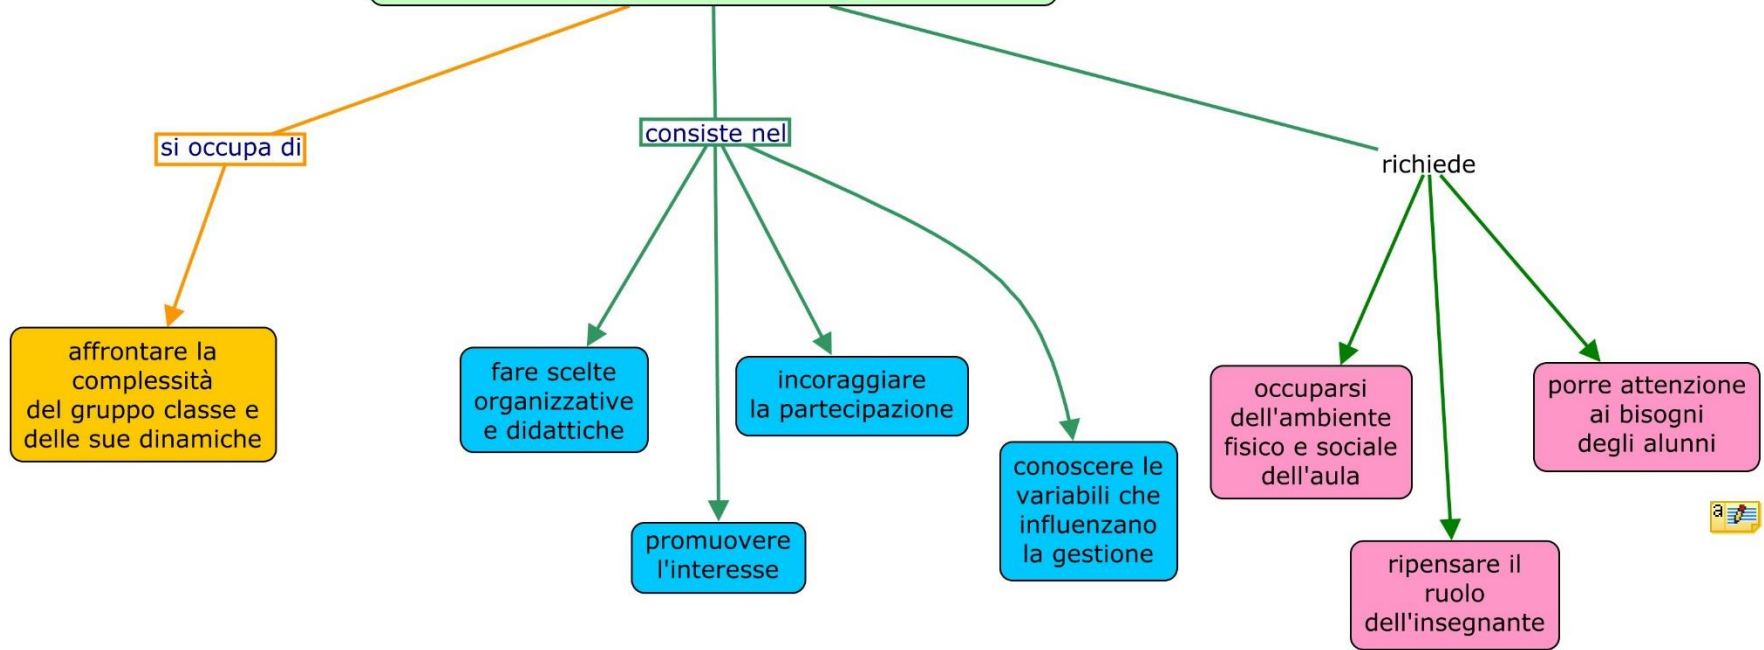 si occupa di
consiste nel
richiede
affrontare la
complessità
del gruppo classe e
delle sue dinamiche
fare scelte
organizzative
e didattiche
promuovere
l'interesse
incoraggiare
la partecipazione
conoscere le
variabili che
influenzano
la gestione
occuparsi
dell'ambiente
fisico e sociale
dell'aula
ripensare il
ruolo
dell'insegnante
porre attenzione
ai bisogni
degli alunni
a